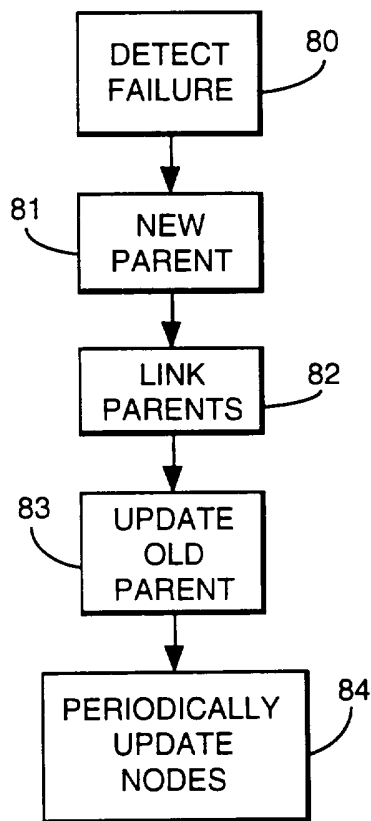 DETECT
FAILURE
80
81
NEW
PARENT
LINK
PARENTS
82
83
UPDATE
OLD
PARENT
PERIODICALLY
UPDATE
NODES
84